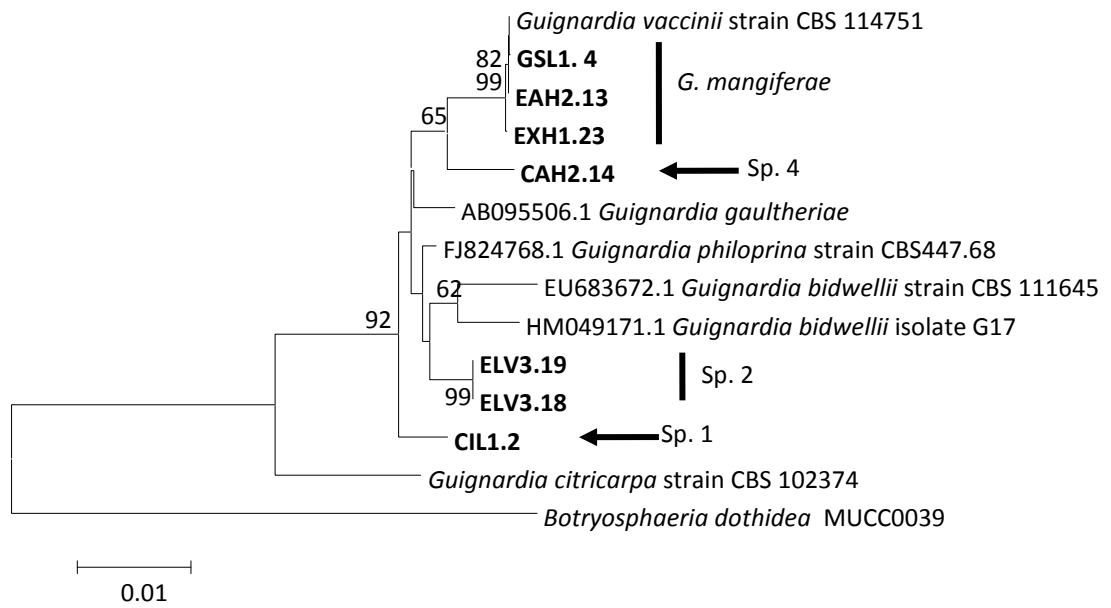 Guignardia vaccinii strain CBS 114751
82
GSL1. 4
99
EAH2.13
G. mangiferae
65
EXH1.23
CAH2.14
Sp. 4
AB095506.1 Guignardia gaultheriae
FJ824768.1 Guignardia philoprina strain CBS447.68
62
EU683672.1 Guignardia bidwellii strain CBS 111645
92
HM049171.1 Guignardia bidwellii isolate G17
ELV3.19
Sp. 2
99
ELV3.18
CIL1.2
Sp. 1
Guignardia citricarpa strain CBS 102374
Botryosphaeria dothidea MUCC0039
0.01